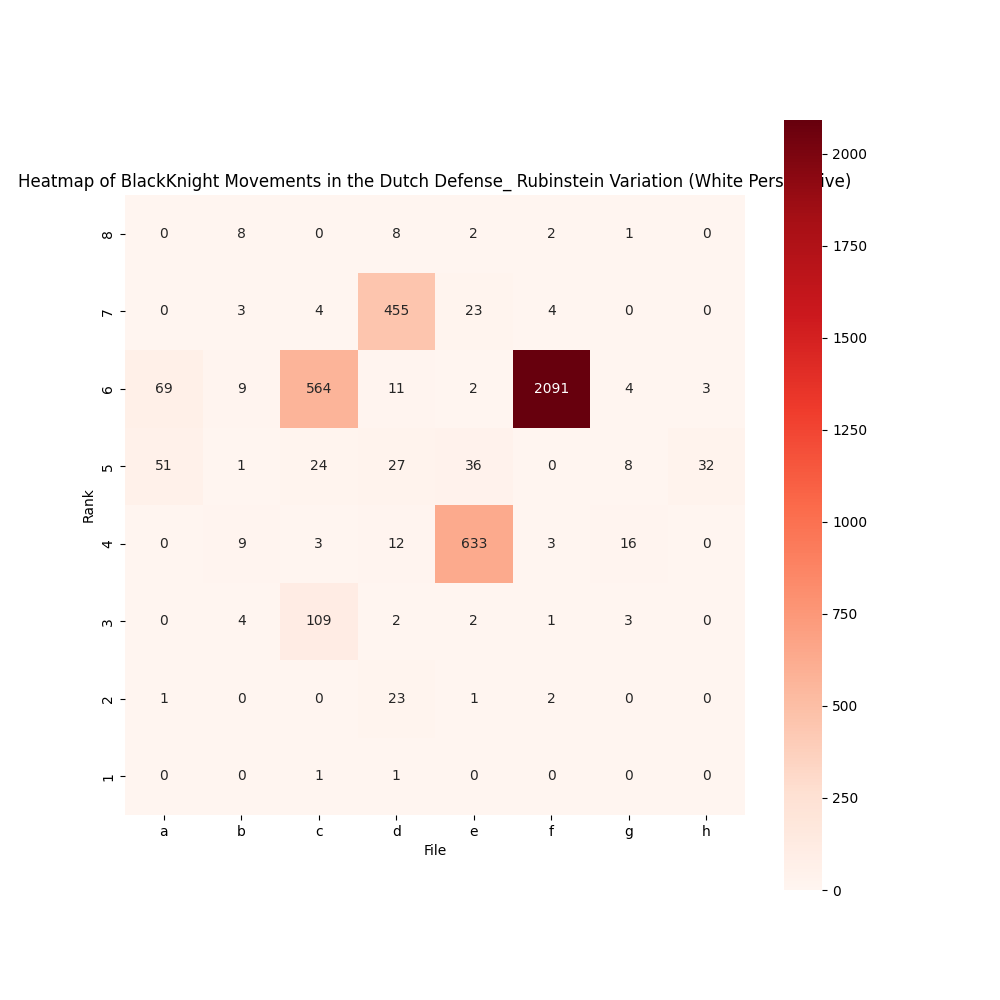 Heatmap of BlackKnight Movements in the Dutch Defense_ Rubinstein Variation (White
2000
8 0 8 0 8 2 2 1 0
1750
7 0 3 4 455 23 4 0 0
1500
6 69 9 564 11 2 2091 4 3
1250
5 51 1 24 27 36 0 8 32
Rank
1000
4 0 9 3 12 633 3 16 0
750
3 0 4 109 2 2 1 3 0
500
2 1 0 0 23 1 2 0 0
1 0 0 1 1 0 0 0 0
250
a b c d e f g h
File
0